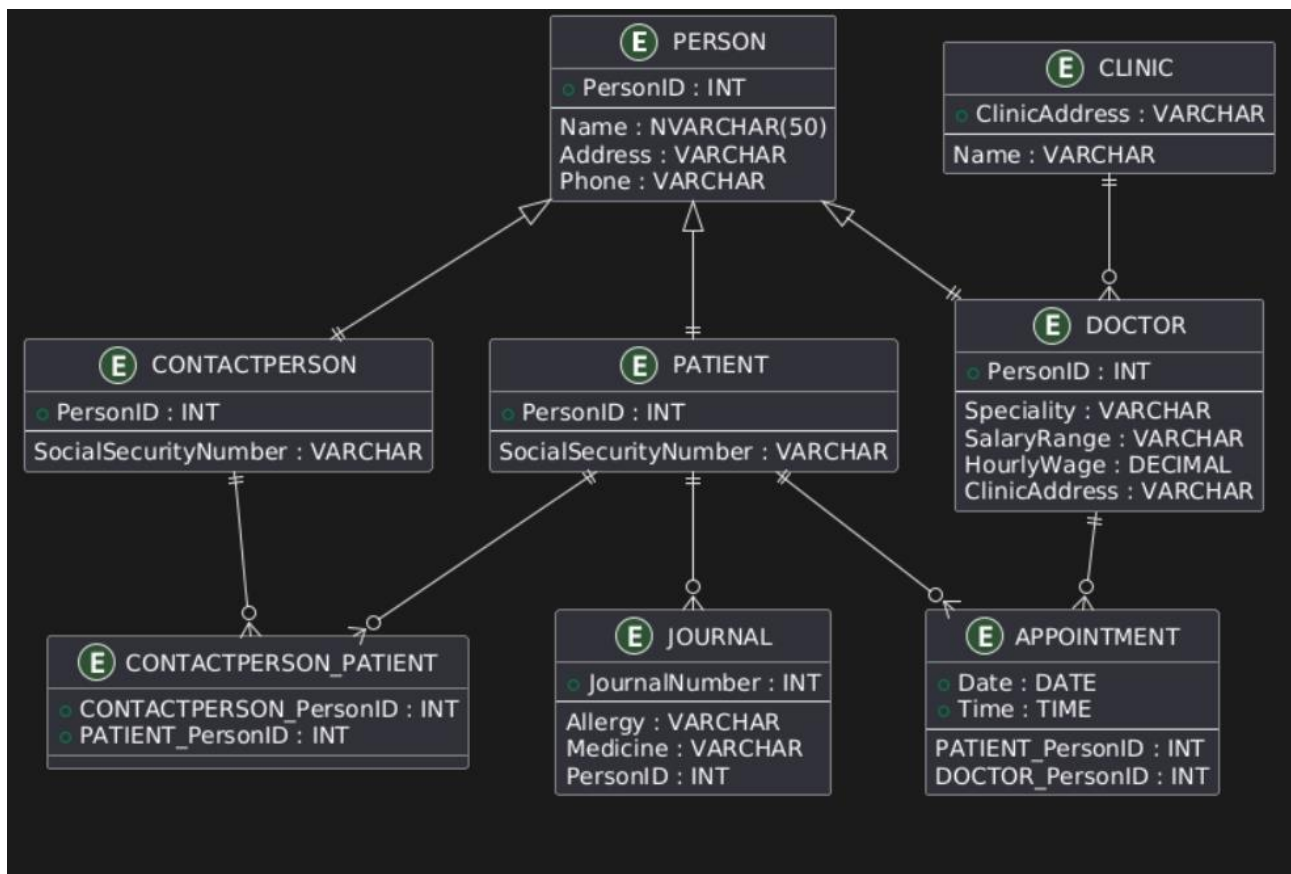 E PERSON
PersonID : INT
Name : NVARCHAR(50)
Address : VARCHAR
Phone : VARCHAR
E CLINIC
ClinicAddress : VARCHAR
Name : VARCHAR
E CONTACTPERSON
PersonID : INT
SocialSecurityNumber : VARCHAR
E PATIENT
PersonID : INT
SocialSecurityNumber : VARCHAR
E DOCTOR
PersonID : INT
Speciality : VARCHAR
SalaryRange : VARCHAR
HourlyWage : DECIMAL
ClinicAddress : VARCHAR
E CONTACTPERSON_PATIENT
CONTACTPERSON_PersonID : INT
PATIENT_PersonID : INT
E JOURNAL
JournalNumber : INT
Allergy : VARCHAR
Medicine : VARCHAR
PersonID : INT
E APPOINTMENT
Date : DATE
Time : TIME
PATIENT_PersonID : INT
DOCTOR_PersonID : INT